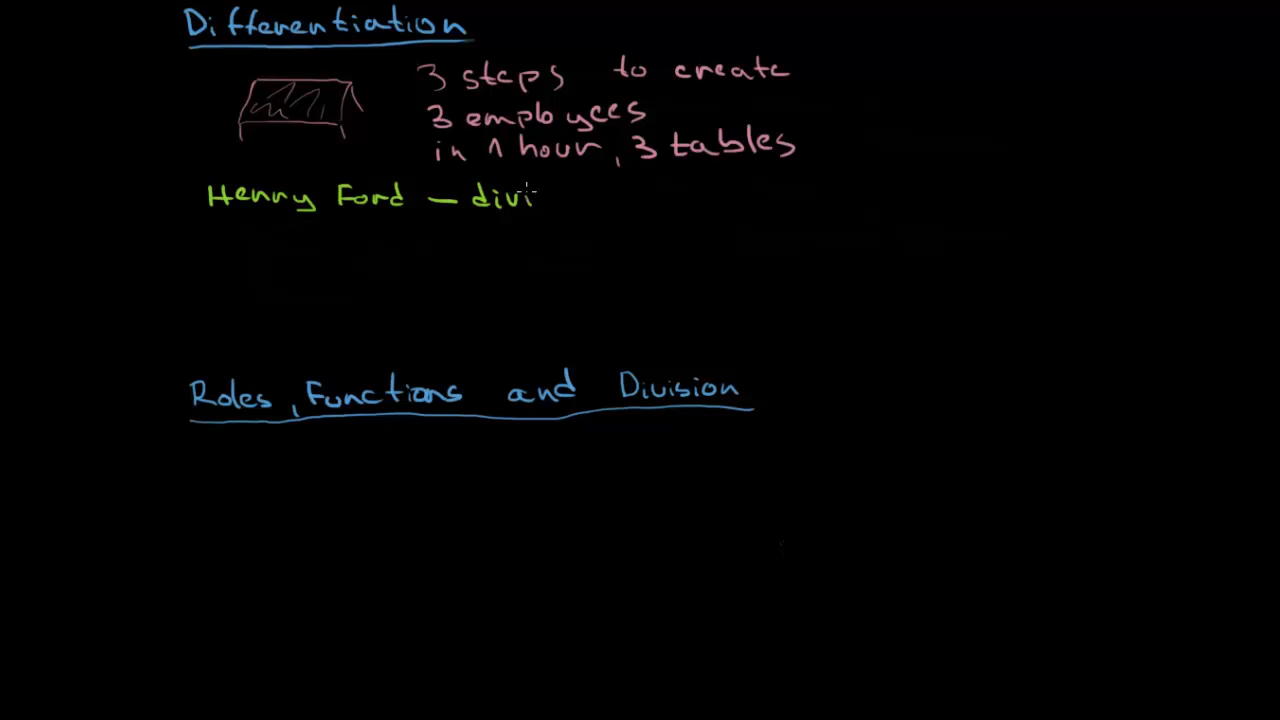 Differentiation
3 steps to create
3 employees
in 1 hour, 3 tables
Henry Ford – divi
Roles, Functions and Division